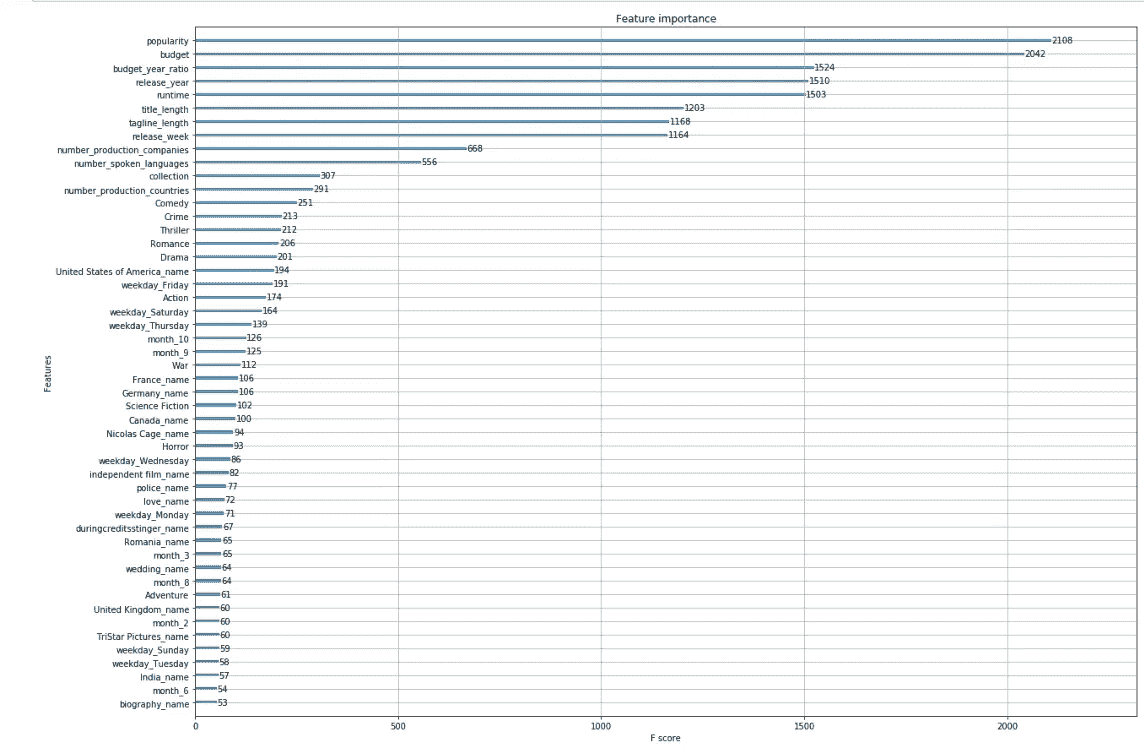 Feature importance
popularity 2108
budget 2042
budget_year_ratio 1524
release_year 1510
runtime 1503
title_length 1203
tagline_length 1168
release_week 1164
number_production_companies 668
number_spoken_languages 556
collection 307
number_production_countries 291
Comedy 251
Crime 213
Thriller 212
Romance 206
Drama 201
United States of America_name 194
weekday_Friday 191
Action 174
weekday_Saturday 164
weekday_Thursday 139
month_10 126
month_9 125
War 112
France_name 106
Germany_name 106
Science Fiction 102
Canada_name 100
Nicolas Cage_name 94
Horror 93
weekday_Wednesday 86
independent film_name 82
police_name 77
love_name 72
weekday_Monday 71
duringcreditsstinger_name 67
Romania_name 65
month_3 65
wedding_name 64
month_8 64
Adventure 61
United Kingdom_name 60
month_2 60
TriStar Pictures_name 60
weekday_Sunday 59
weekday_Tuesday 58
India_name 57
month_6 54
biography_name 53
Features
0 500 1000 1500 2000
F score